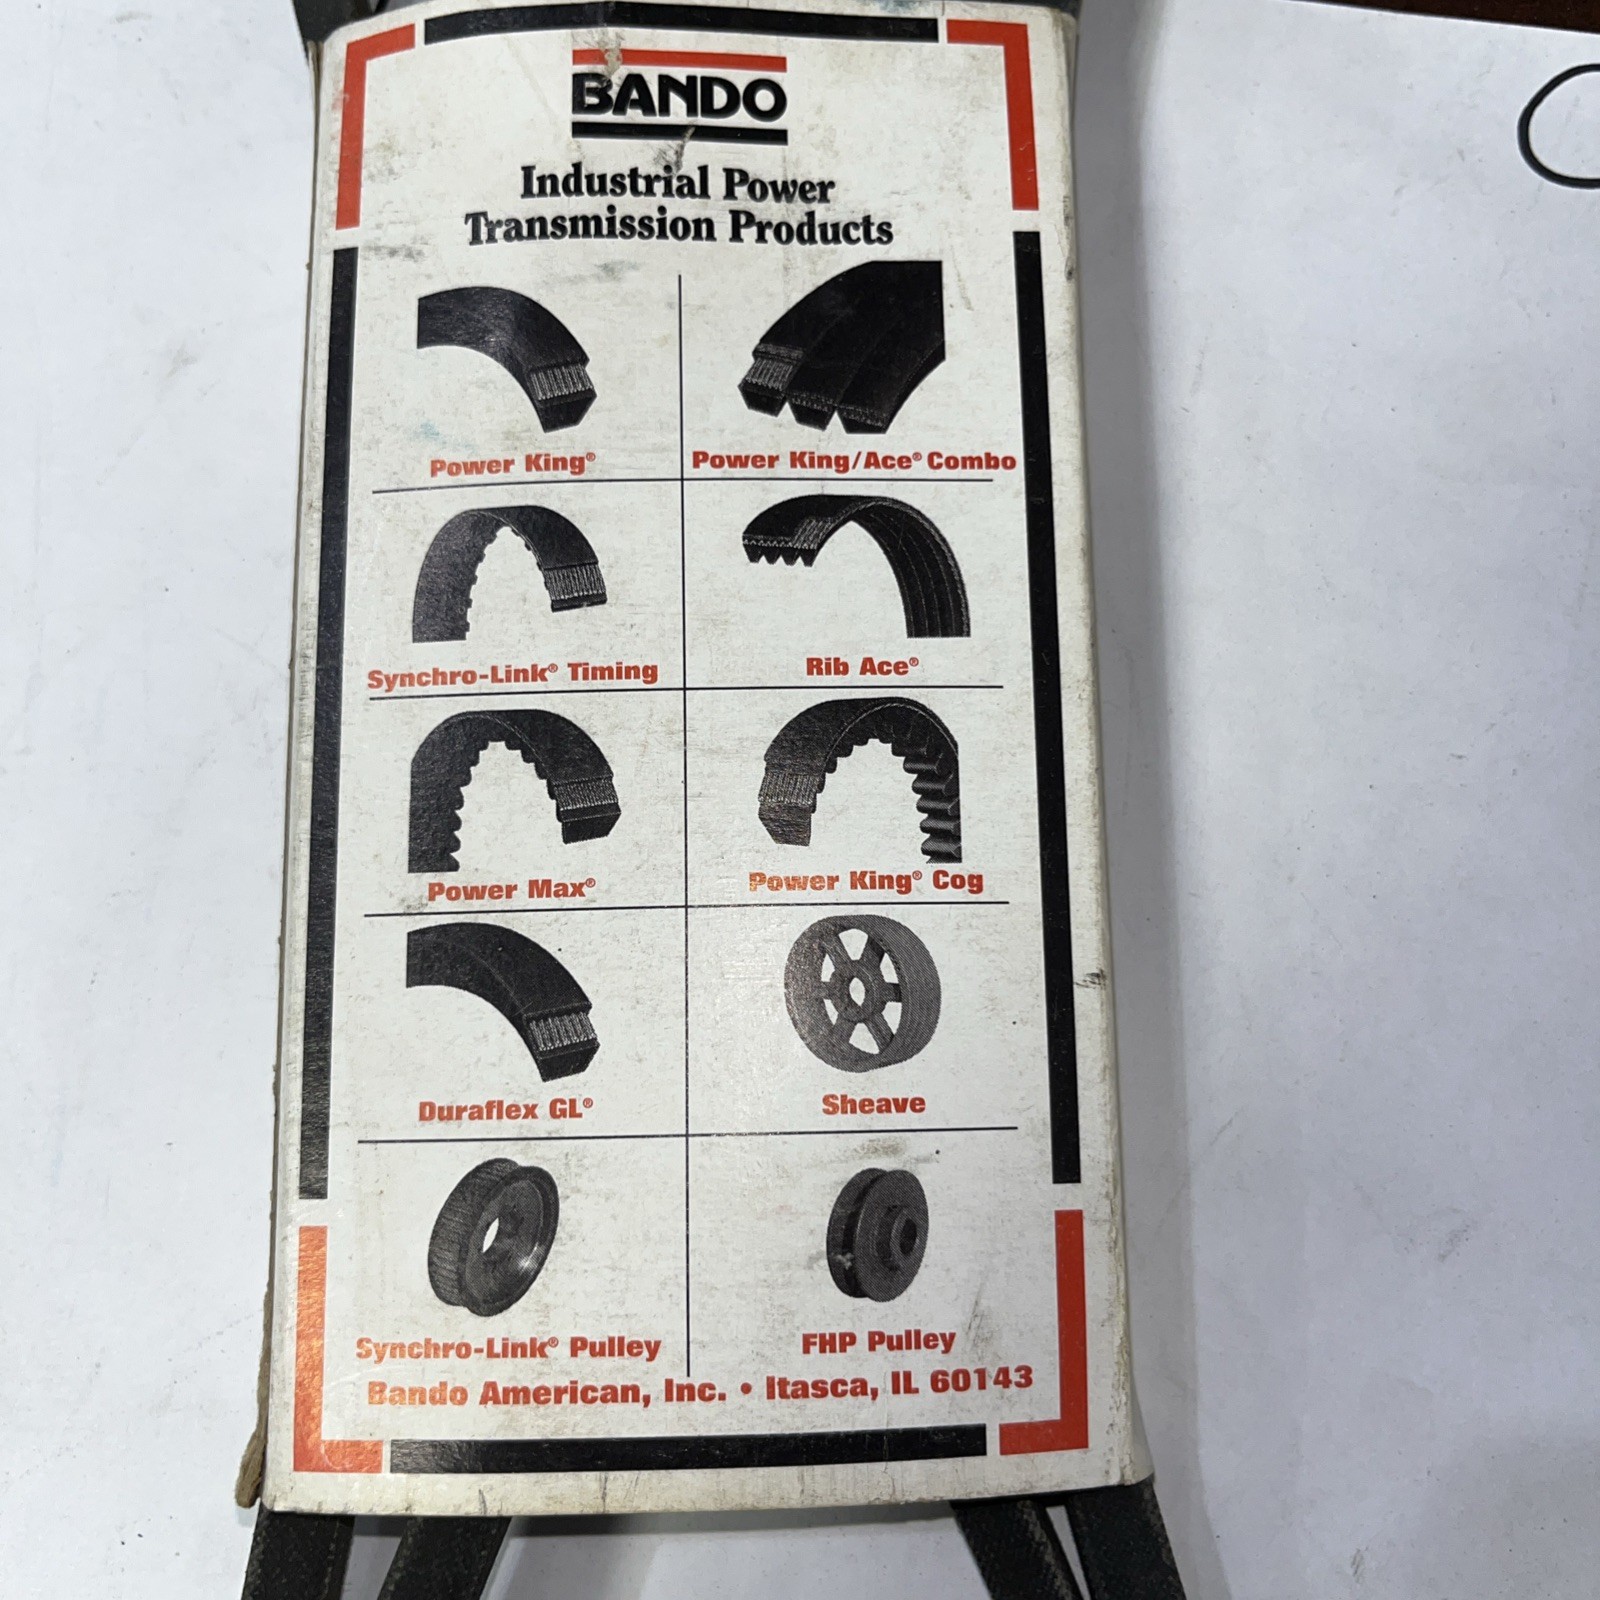 BANDO
Industrial Power
Transmission Products
Power King®
Power King/Ace® Combo
Synchro-Link® Timing
Rib Ace®
Power Max®
Power King® Cog
Duraflex GL®
Sheave
Synchro-Link® Pulley
FHP Pulley
Bando American, Inc. • Itasca, IL 60143